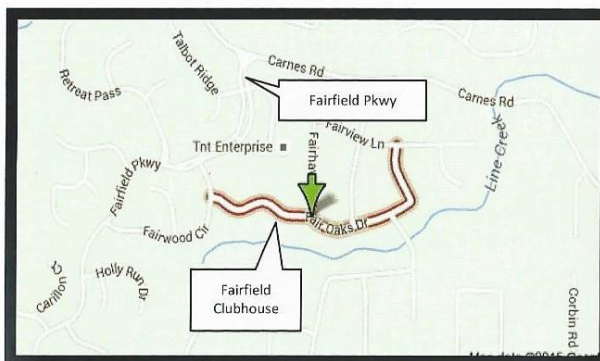 Talbot Ridge
Carnes Rd
Retreat Pass
Fairfield Pkwy
Carnes Rd
Fairview Ln
Tnt Enterprise
Line Creek
Fairfield Pkwy
Fair Oaks Dr
Fairwood Cir
Holly Run Dr
Carillon
Fairfield
Clubhouse
Corbin Rd